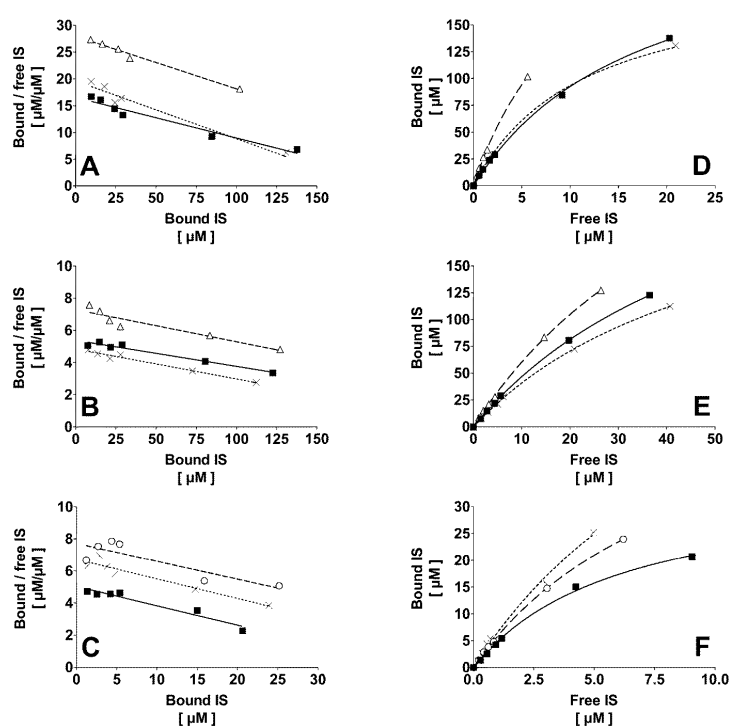 30
25
20
15
10
5
0
0 25 50 75 100 125 150
Bound / free IS
[ µM/µM ]
Bound IS
[ µM ]
A
150
125
100
75
50
25
0
0 5 10 15 20 25
Bound IS
[ µM ]
Free IS
[ µM ]
D
10
8
6
4
2
0
0 25 50 75 100 125 150
Bound / free IS
[ µM/µM ]
Bound IS
[ µM ]
B
150
125
100
75
50
25
0
0 10 20 30 40 50
Bound IS
[ µM ]
Free IS
[ µM ]
E
10
8
6
4
2
0
0 5 10 15 20 25 30
Bound / free IS
[ µM/µM ]
Bound IS
[ µM ]
C
30
25
20
15
10
5
0
0.0 2.5 5.0 7.5 10.0
Bound IS
[ µM ]
Free IS
[ µM ]
F